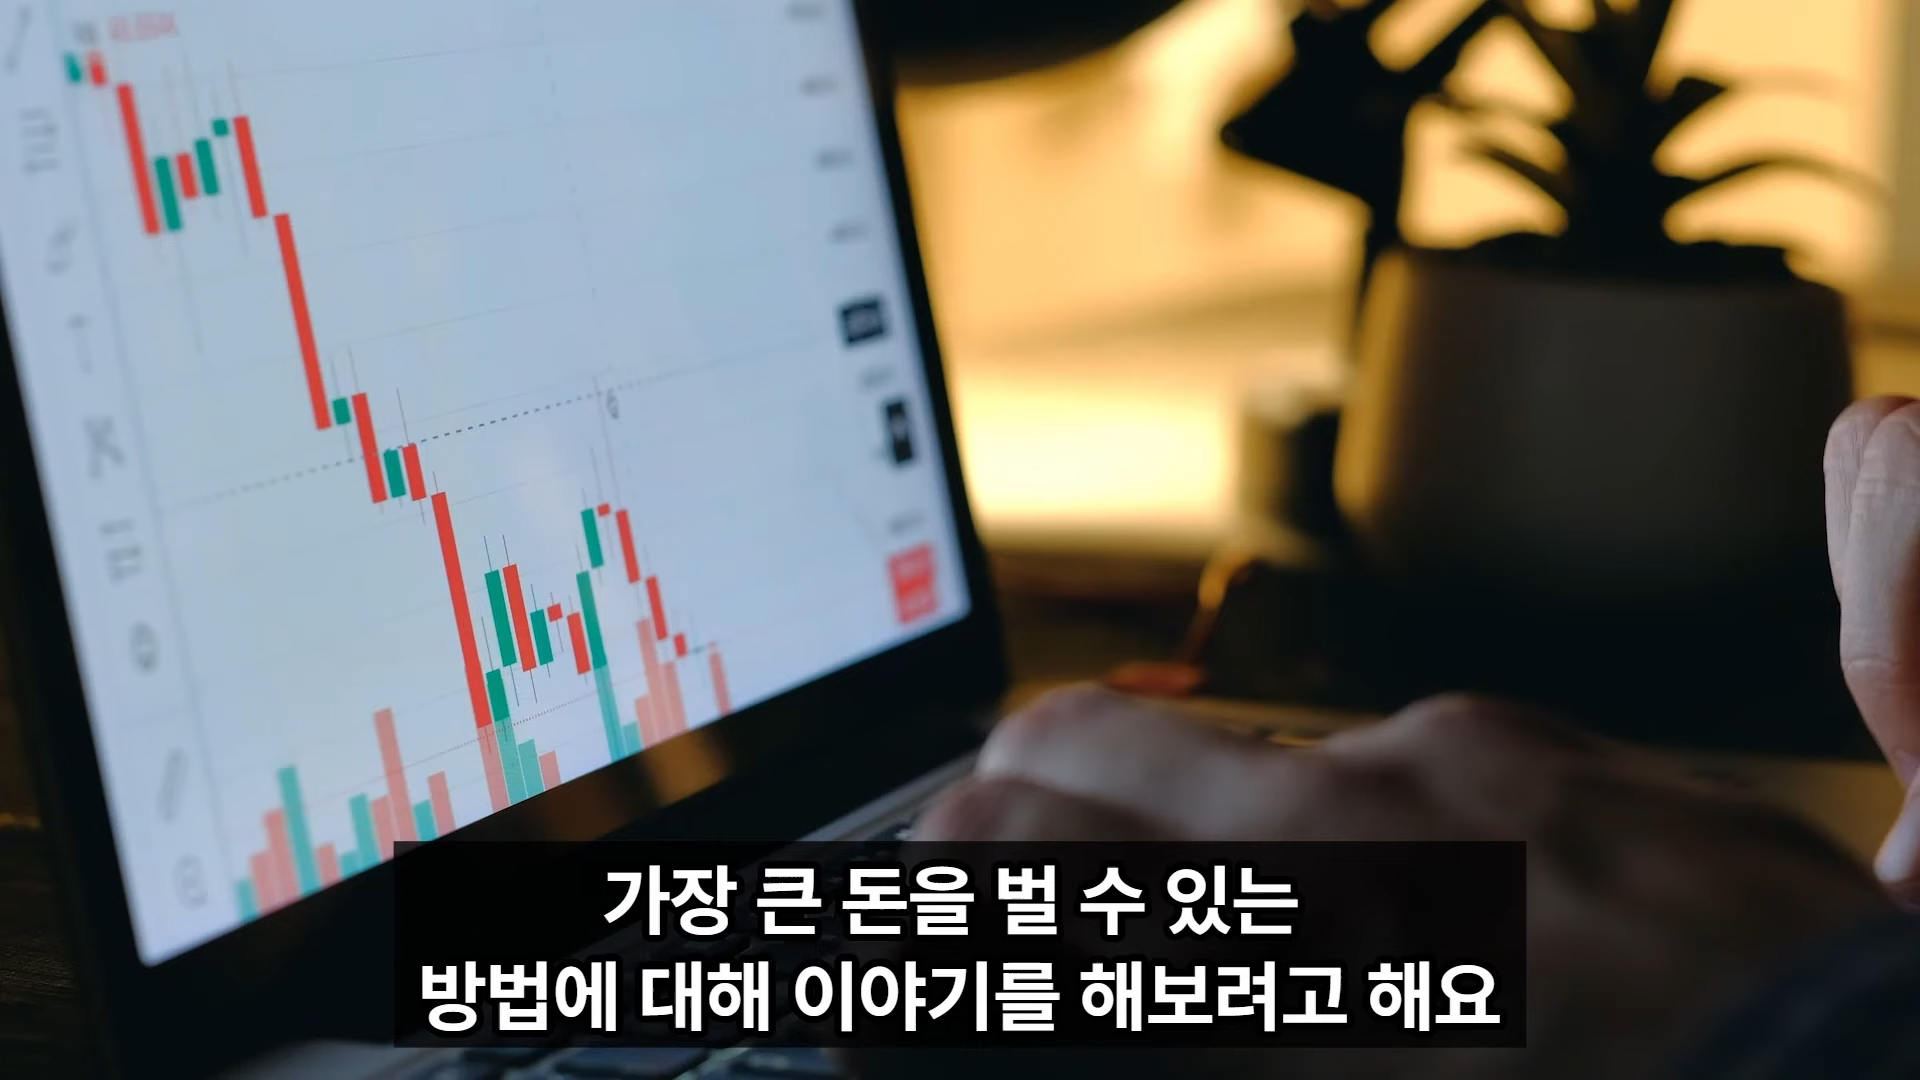 가장 큰 돈을 벌 수 있는
방법에 대해 이야기를 해보려고 해요